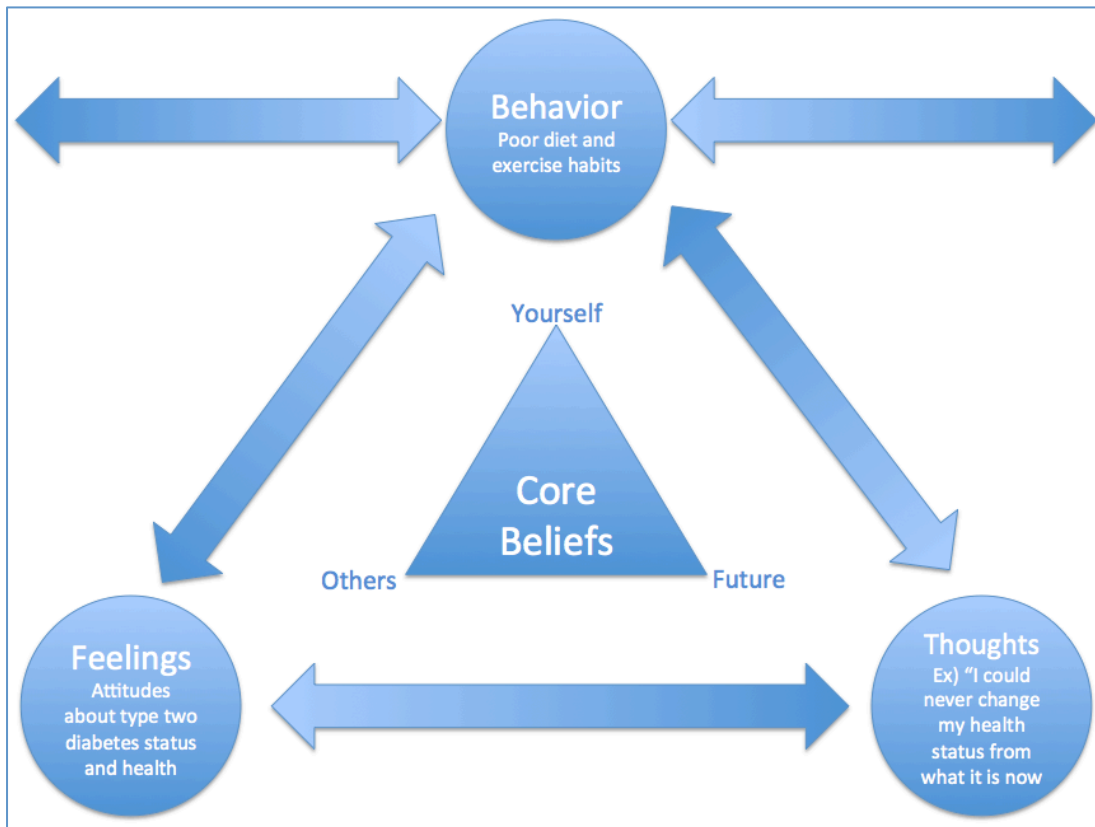 Behavior
Poor diet and
exercise habits
Yourself
Core
Beliefs
Others
Future
Feelings
Attitudes
about type two
diabetes status
and health
Thoughts
Ex) “I could
never change
my health
status from
what it is now